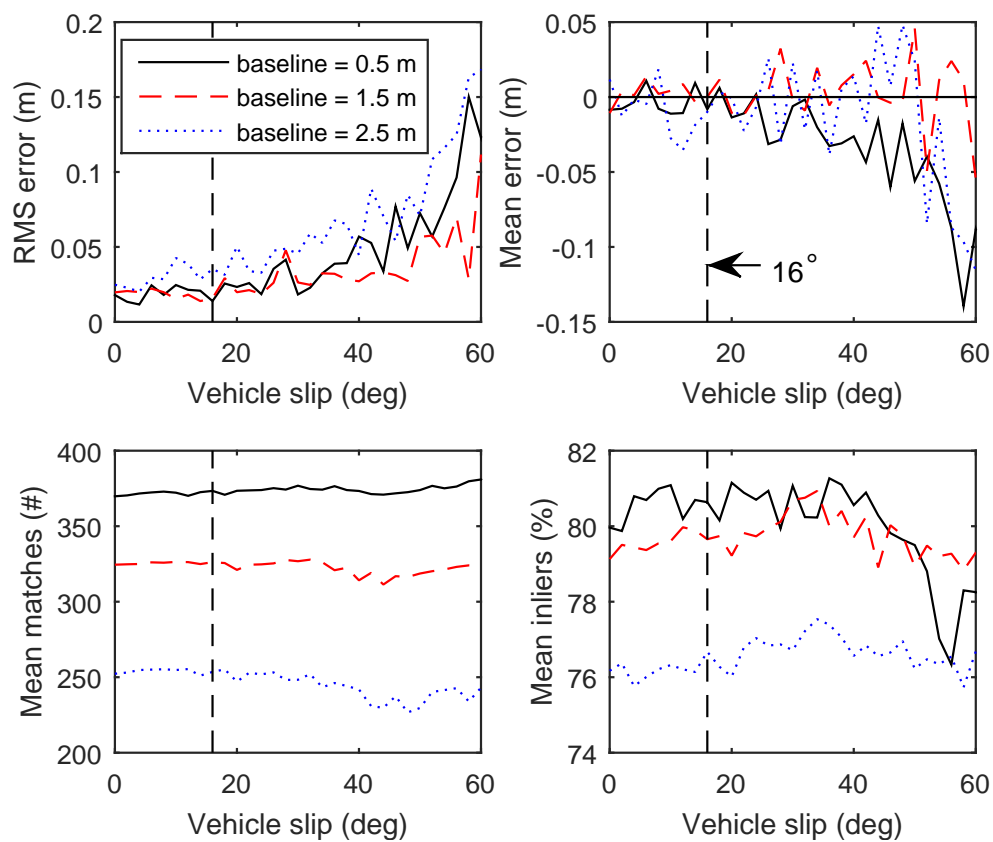 0.2
0.15
0.1
0.05
0
RMS error (m)
baseline = 0.5 m
baseline = 1.5 m
baseline = 2.5 m
0 20 40 60
Vehicle slip (deg)
0.05
0
-0.05
-0.1
-0.15
Mean error (m)
16°
0 20 40 60
Vehicle slip (deg)
400
350
300
250
200
Mean matches (#)
0 20 40 60
Vehicle slip (deg)
82
80
78
76
74
Mean inliers (%)
0 20 40 60
Vehicle slip (deg)